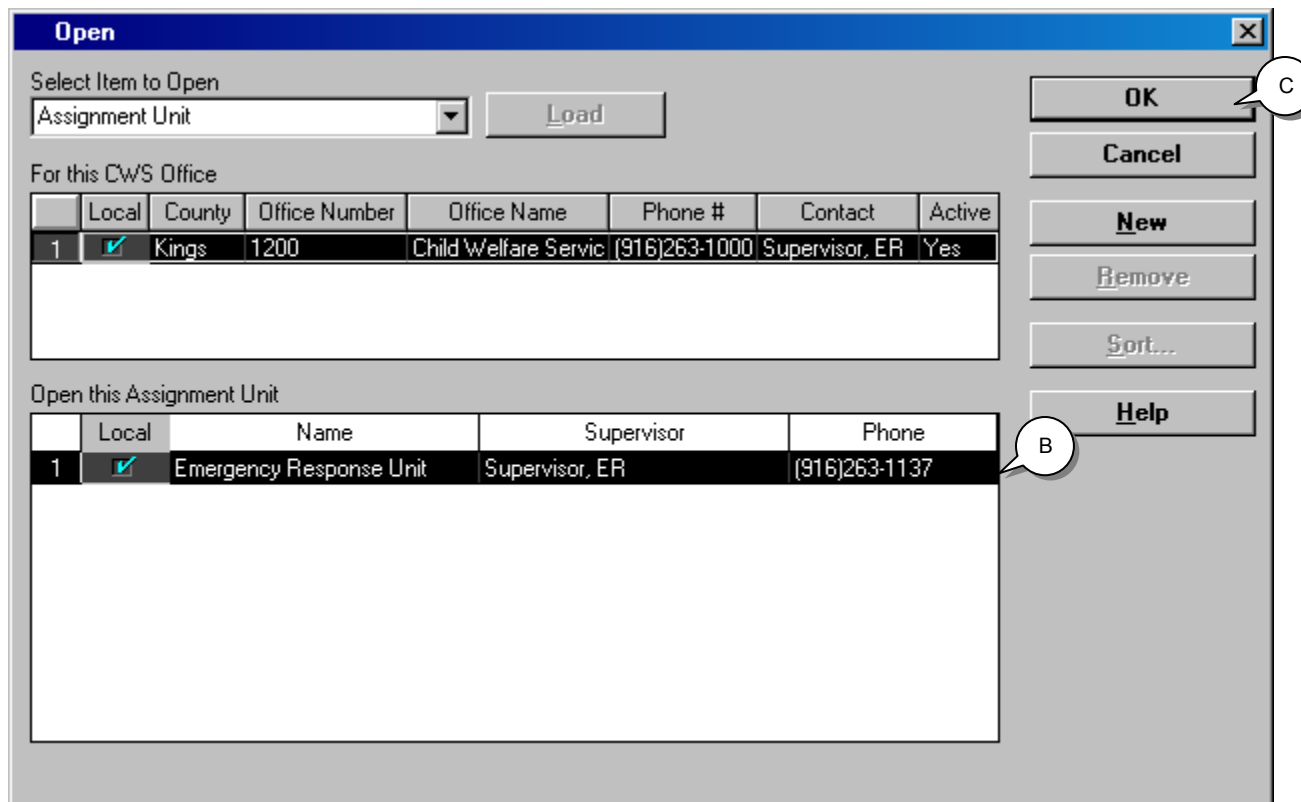 Open
Select Item to Open
Assignment Unit
Load
OK
C
Cancel
For this CWS Office
Local County Office Number Office Name Phone # Contact Active
New
1 Kings 1200 Child Welfare Servic (916)263-1000 Supervisor, ER Yes
Remove
Sort...
Open this Assignment Unit
Help
Local Name Supervisor Phone
B
1 Emergency Response Unit Supervisor, ER (916)263-1137